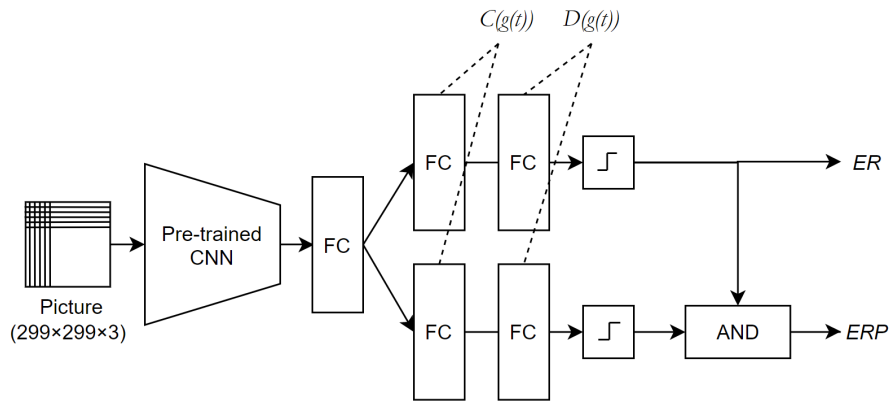 C(g(t)) D(g(t))
FC FC ER
Pre-trained
CNN
FC
Picture
(299×299×3)
FC FC AND ERP